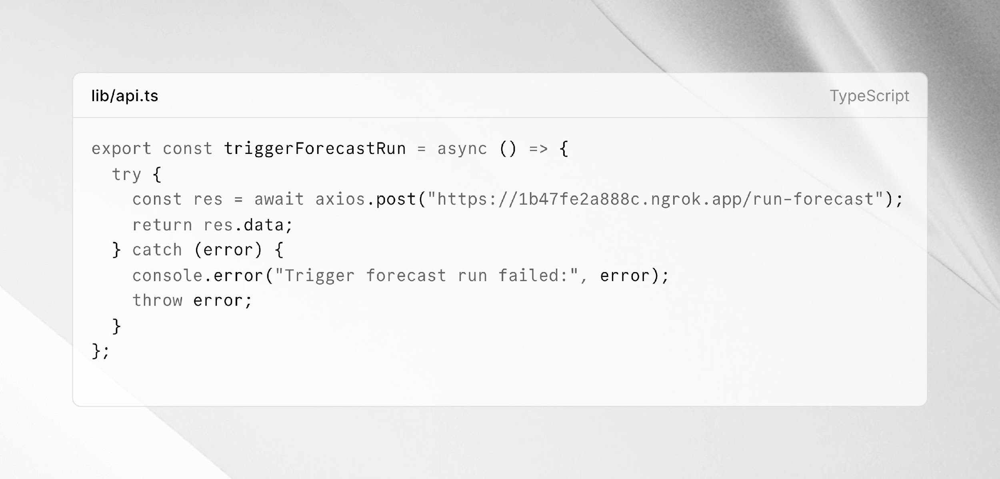 lib/api.ts
TypeScript
export const triggerForecastRun = async () => {
  try {
    const res = await axios.post("https://1b47fe2a888c.ngrok.app/run-forecast");
    return res.data;
  } catch (error) {
    console.error("Trigger forecast run failed:", error);
    throw error;
  }
};